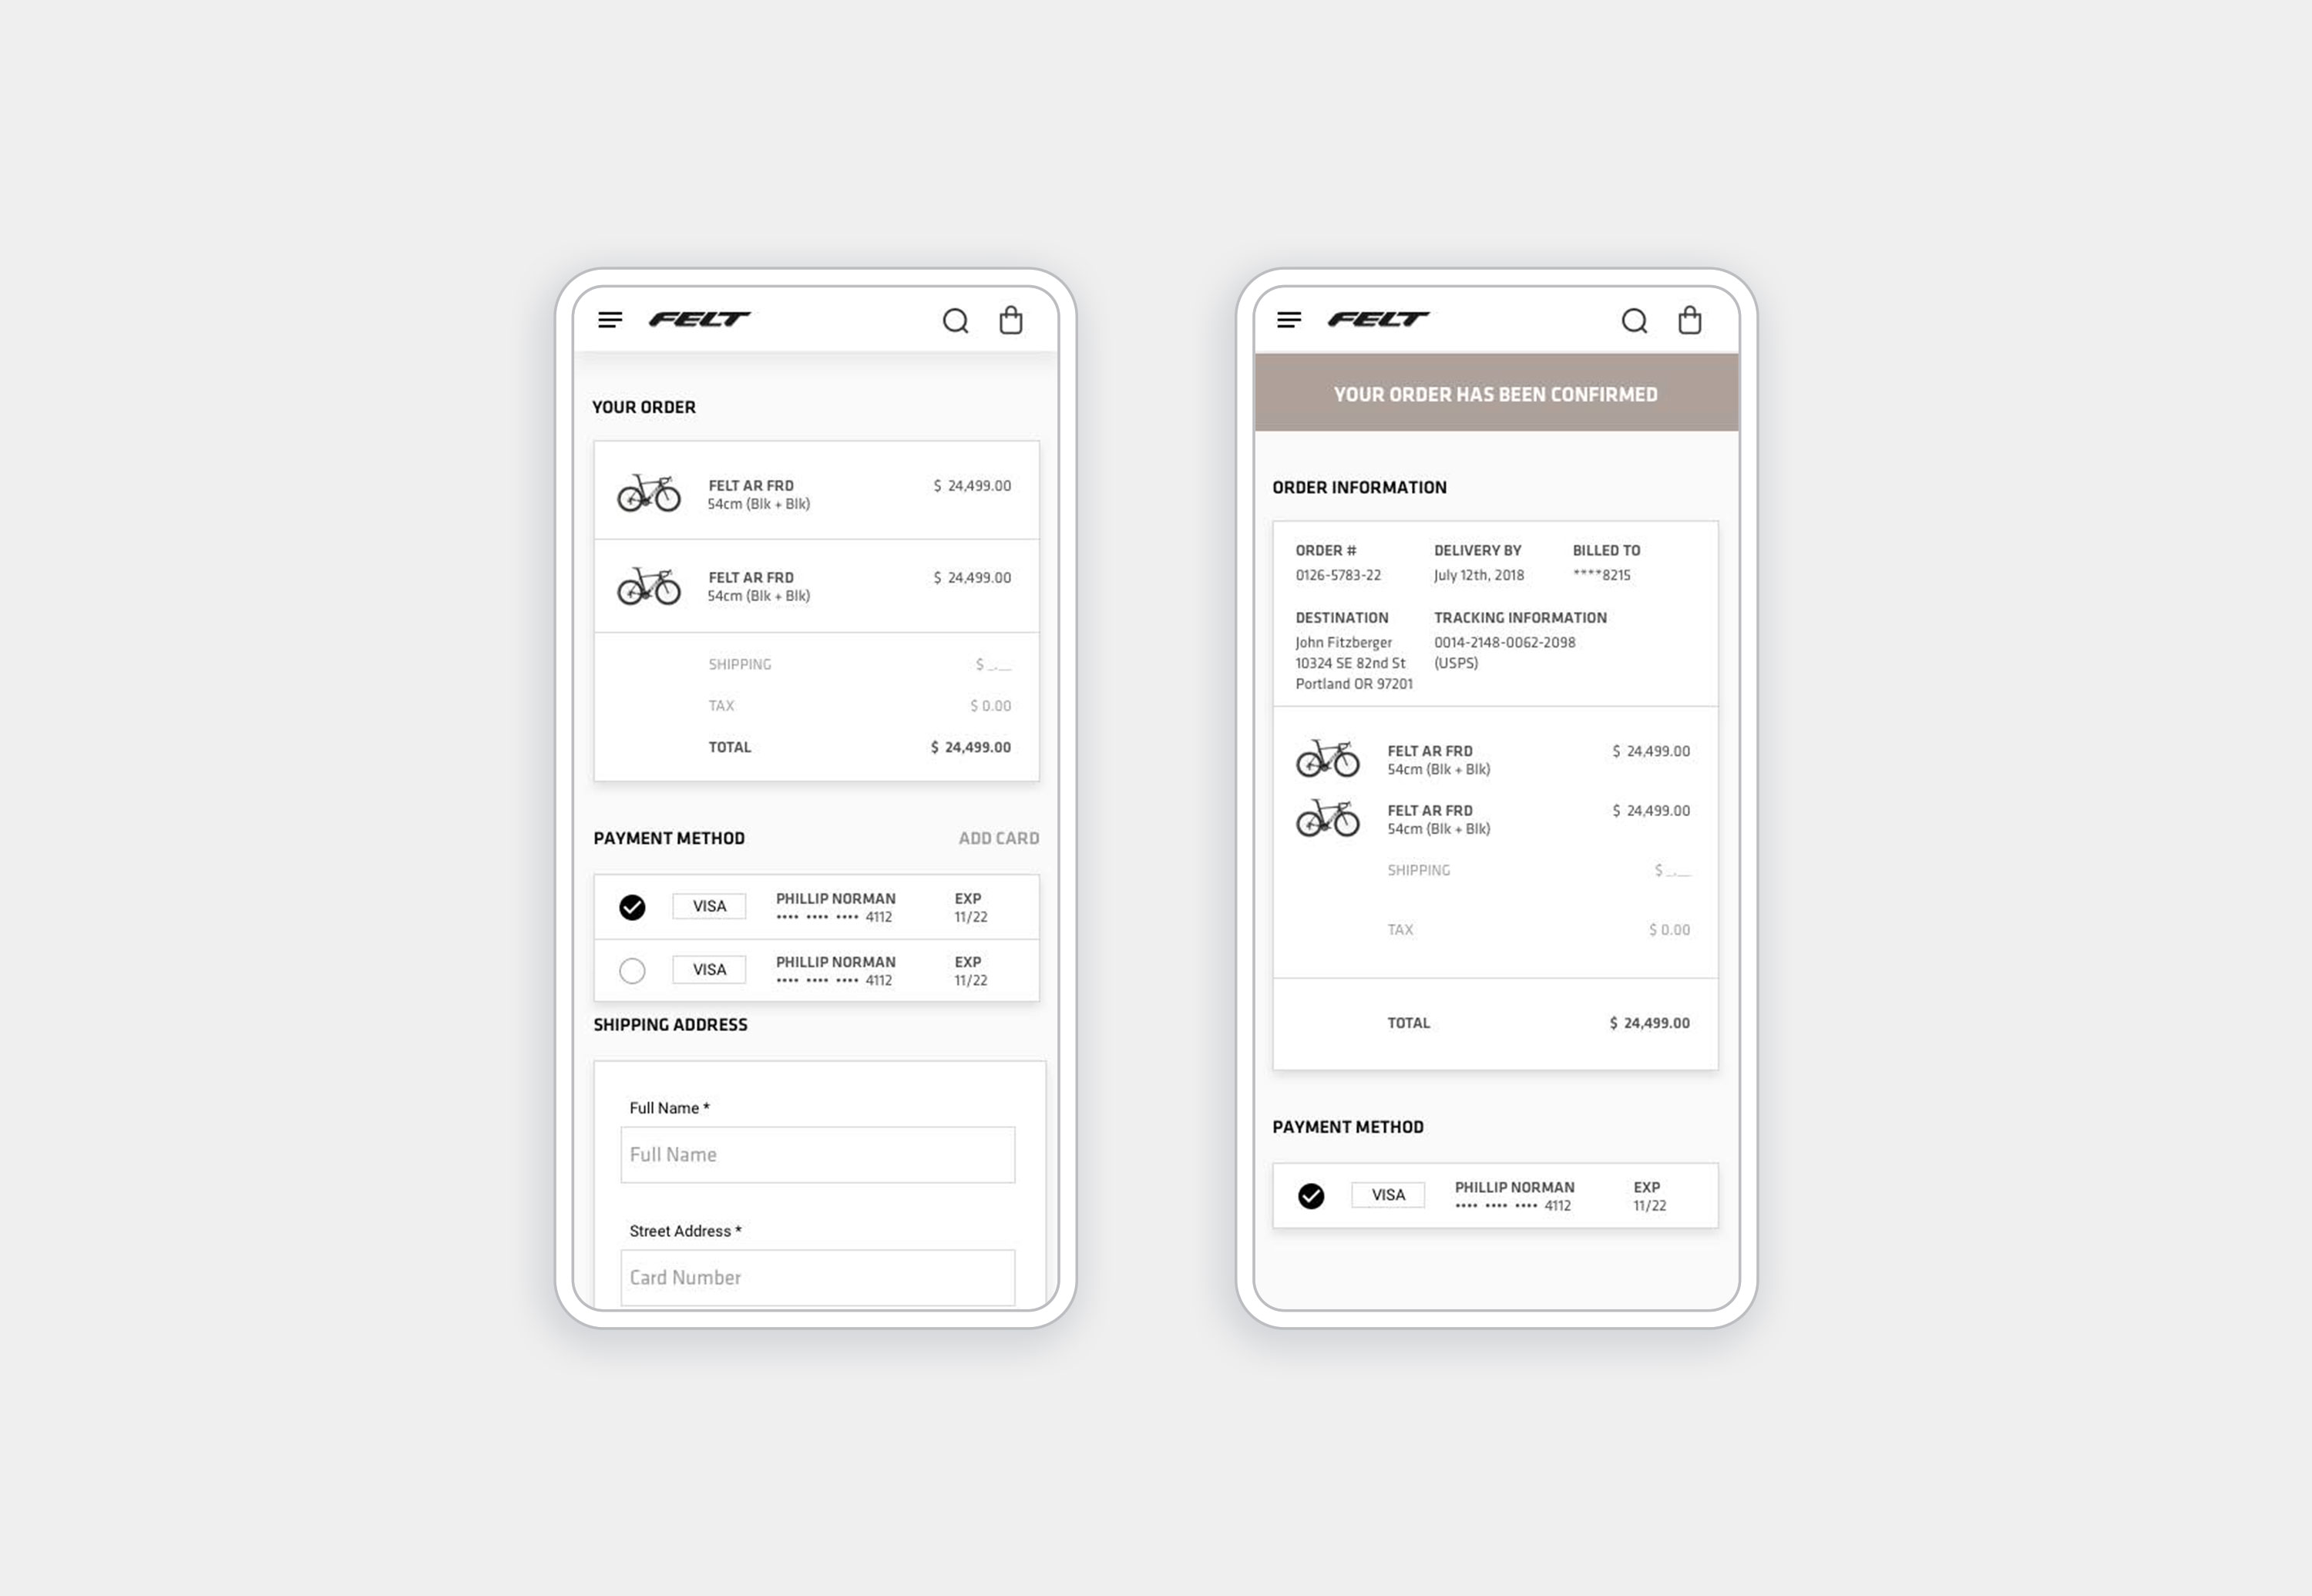 FELT
YOUR ORDER
FELT AR FRD $ 24,499.00
54cm (Blk + Blk)
FELT AR FRD $ 24,499.00
54cm (Blk + Blk)
SHIPPING $ _.__
TAX $ 0.00
TOTAL $ 24,499.00
PAYMENT METHOD ADD CARD
VISA PHILLIP NORMAN EXP
•••• •••• •••• 4112 11/22
VISA PHILLIP NORMAN EXP
•••• •••• •••• 4112 11/22
SHIPPING ADDRESS
Full Name *
Full Name
Street Address *
Card Number
FELT
YOUR ORDER HAS BEEN CONFIRMED
ORDER INFORMATION
ORDER # DELIVERY BY BILLED TO
0126-5783-22 July 12th, 2018 ****8215
DESTINATION TRACKING INFORMATION
John Fitzberger 0014-2148-0062-2098
10324 SE 82nd St (USPS)
Portland OR 97201
FELT AR FRD $ 24,499.00
54cm (Blk + Blk)
FELT AR FRD $ 24,499.00
54cm (Blk + Blk)
SHIPPING $ _.__
TAX $ 0.00
TOTAL $ 24,499.00
PAYMENT METHOD
VISA PHILLIP NORMAN EXP
•••• •••• •••• 4112 11/22